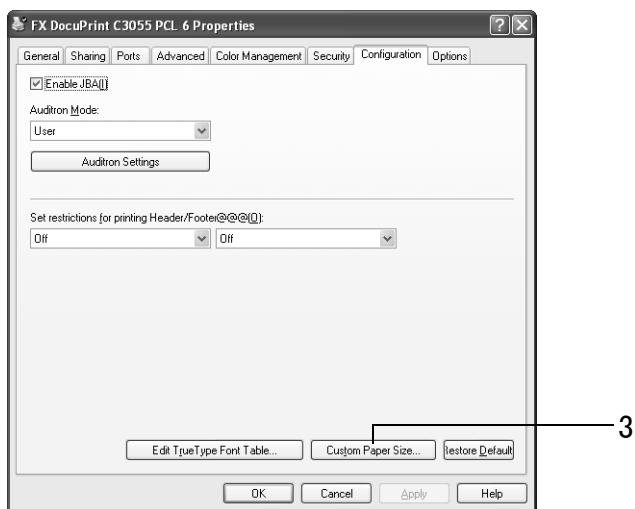 FX DocuPrint C3055 PCL 6 Properties
General Sharing Ports Advanced Color Management Security Configuration Options
Enable JBA(I)
Auditron Mode:
User
Auditron Settings
Set restrictions for printing Header/Footer@@@(O):
Off Off
3
Edit TrueType Font Table... Custom Paper Size... Restore Default
OK Cancel Apply Help